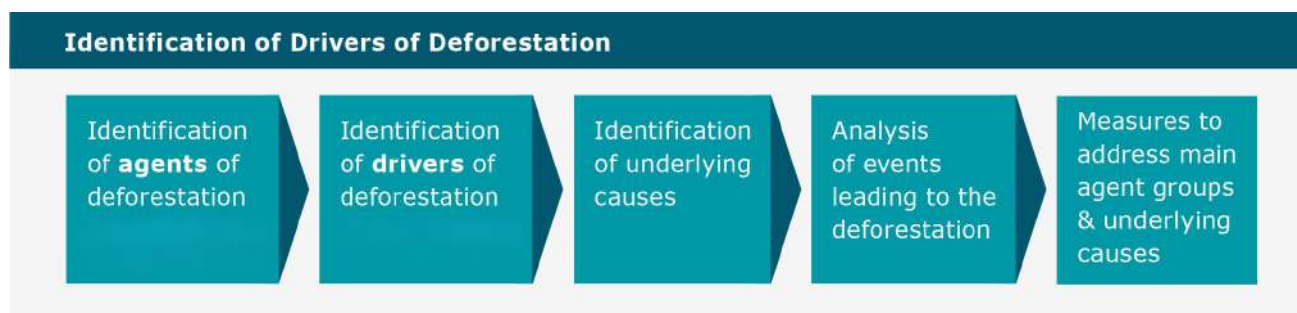 Identification of Drivers of Deforestation
Identification
of agents of
deforestation
Identification
of drivers of
deforestation
Identification
of underlying
causes
Analysis
of events
leading to the
deforestation
Measures to
address main
agent groups
& underlying
causes